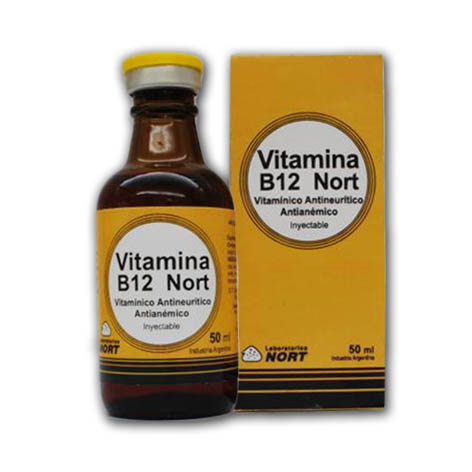 Vitamina
B12 Nort
Vitamínico Antineurítico
Antianémico
Inyectable
50 ml
Laboratorios
NORT
Industria Argentina
Vitamina
B12 Nort
Vitamínico Antineurítico
Antianémico
Inyectable
Laboratorios
NORT
50 ml
Industria Argentina